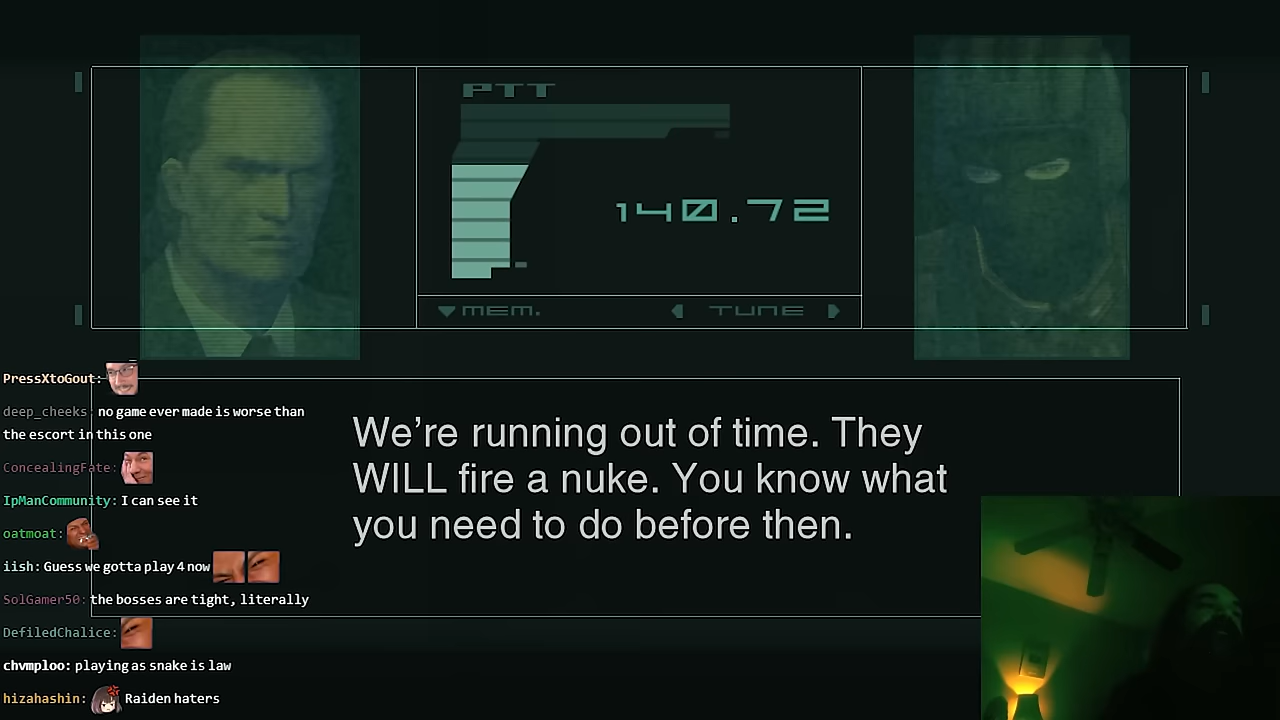 PTT
140.72
MEM.
TUNE
We're running out of time. They
WILL fire a nuke. You know what
you need to do before then.
PressXtoGout:
deep_cheeks: no game ever made is worse than
the escort in this one
ConcealingFate:
IpManCommunity: I can see it
oatmoat:
iish: Guess we gotta play 4 now
SolGamer50: the bosses are tight, literally
DefiledChalice:
chvmploo: playing as snake is law
hizahashin: Raiden haters